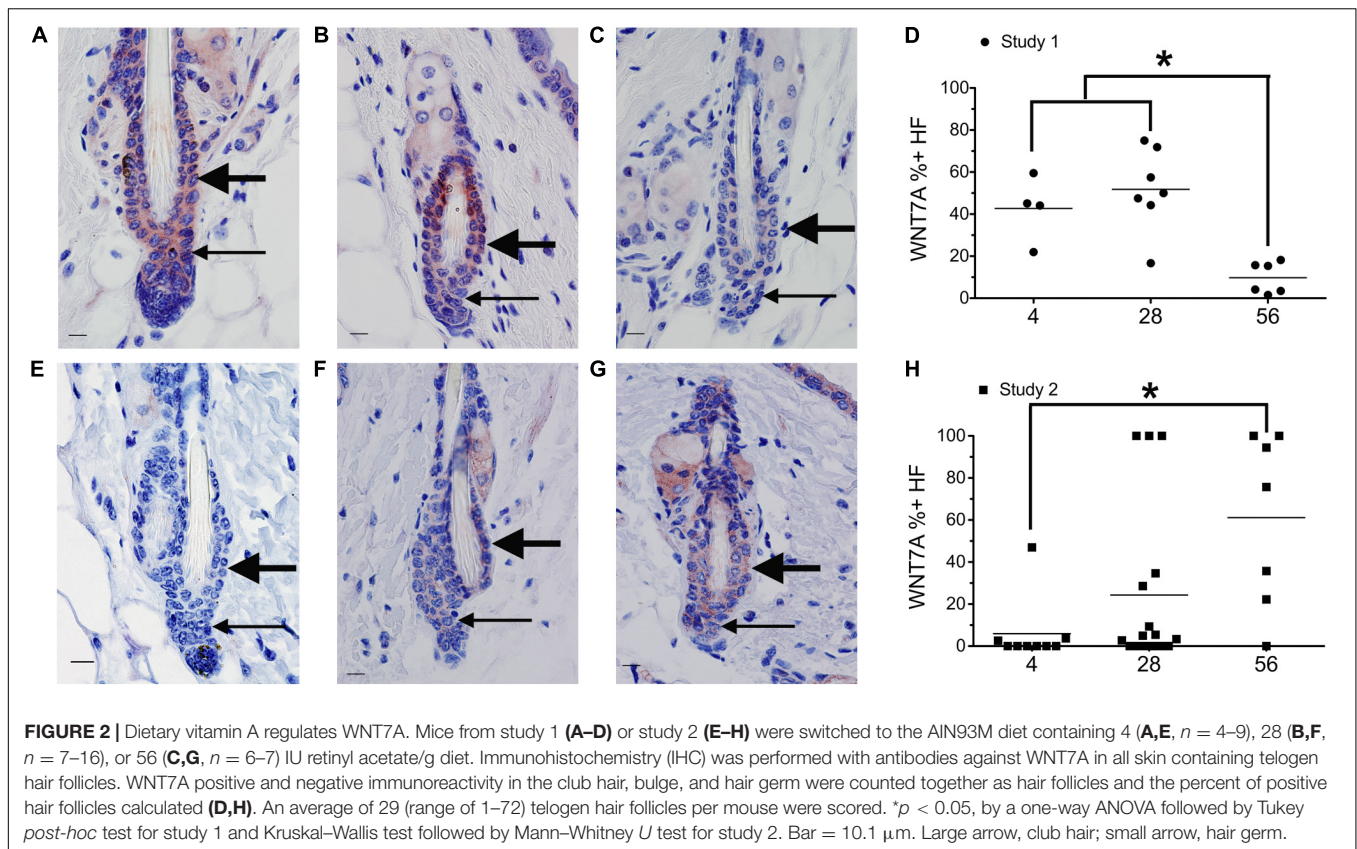 A
B
C
D
● Study 1
*
WNT7A %+ HF
100
80
60
40
20
0
4
28
56
E
F
G
H
■ Study 2
*
WNT7A %+ HF
100
80
60
40
20
0
4
28
56
FIGURE 2 | Dietary vitamin A regulates WNT7A. Mice from study 1 (A–D) or study 2 (E–H) were switched to the AIN93M diet containing 4 (A,E, n = 4–9), 28 (B,F,
n = 7–16), or 56 (C,G, n = 6–7) IU retinyl acetate/g diet. Immunohistochemistry (IHC) was performed with antibodies against WNT7A in all skin containing telogen
hair follicles. WNT7A positive and negative immunoreactivity in the club hair, bulge, and hair germ were counted together as hair follicles and the percent of positive
hair follicles calculated (D,H). An average of 29 (range of 1–72) telogen hair follicles per mouse were scored. *p < 0.05, by a one-way ANOVA followed by Tukey
post-hoc test for study 1 and Kruskal–Wallis test followed by Mann–Whitney U test for study 2. Bar = 10.1 μm. Large arrow, club hair; small arrow, hair germ.